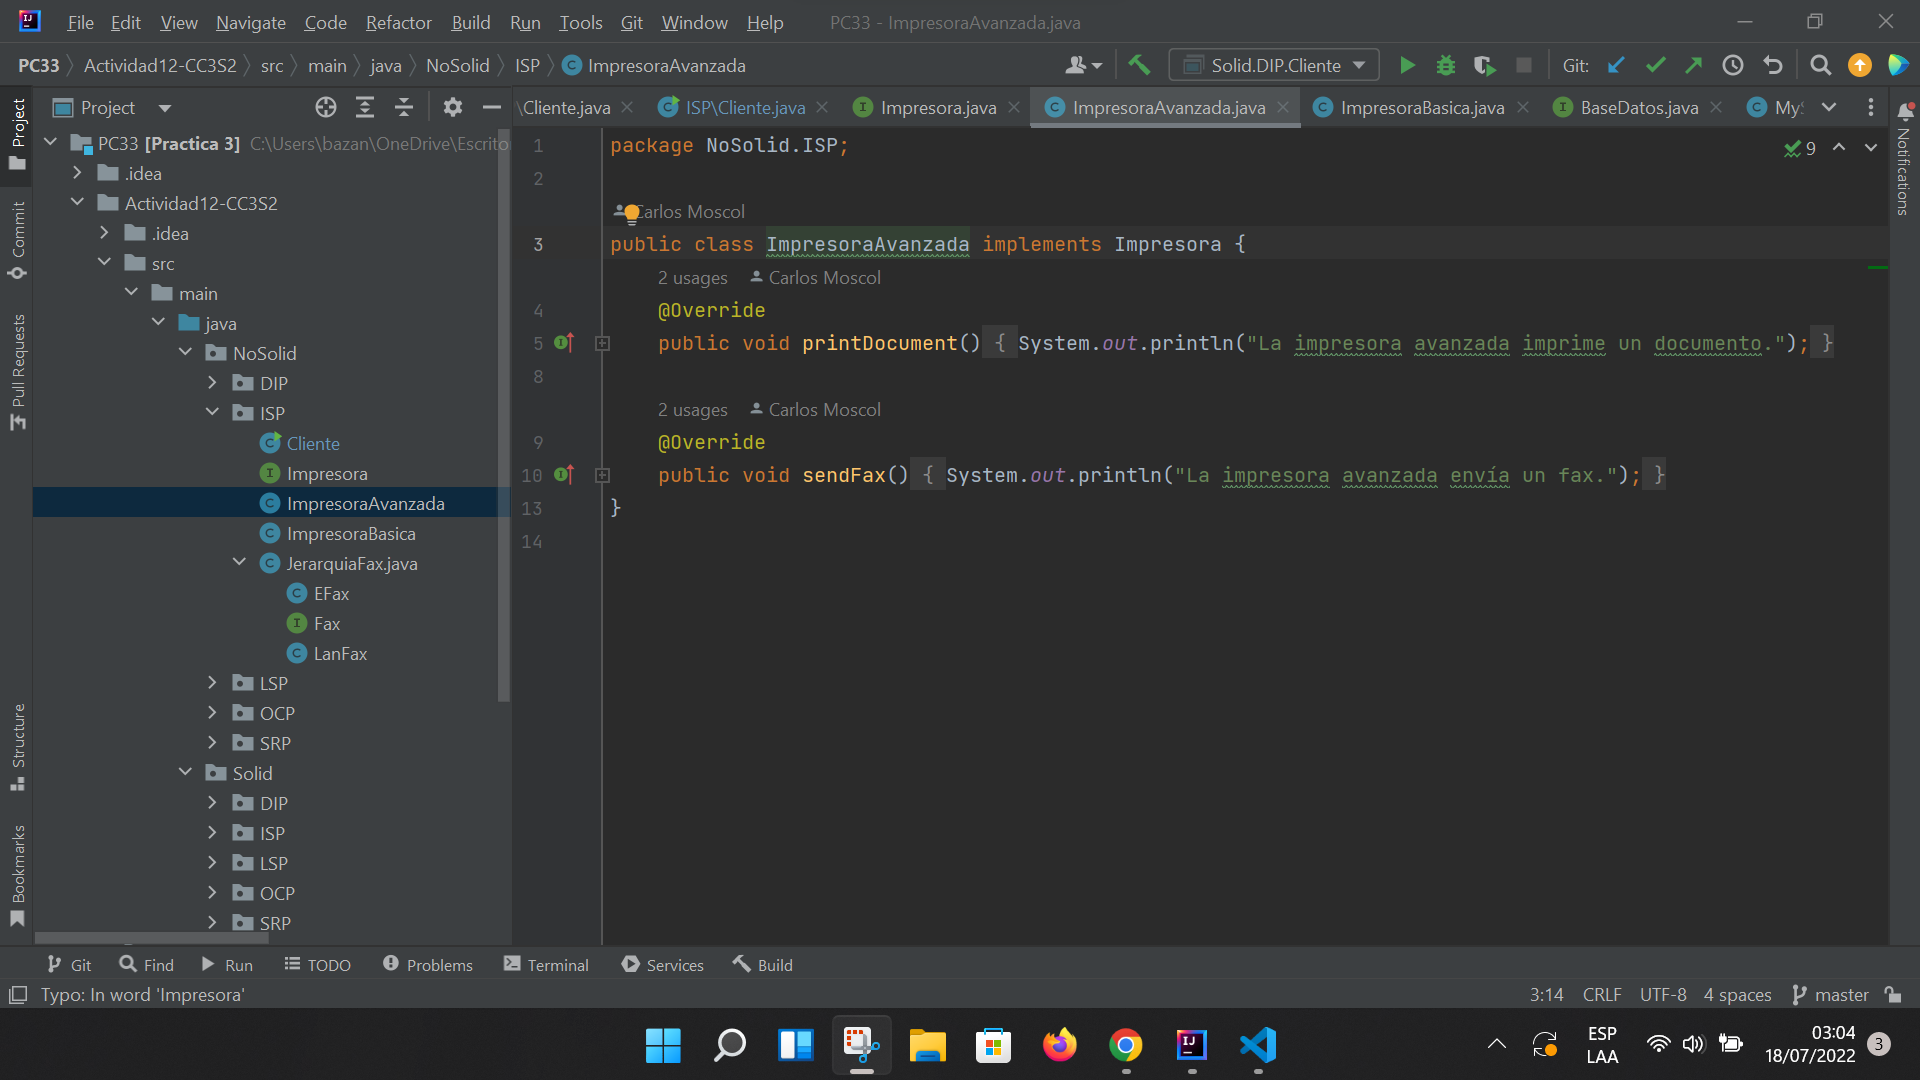 File Edit View Navigate Code Refactor Build Run Tools Git Window Help PC33 - ImpresoraAvanzada.java
PC33 Actividad12-CC3S2 src main java NoSolid ISP ImpresoraAvanzada Solid.DIP.Cliente Git:
Project
\Cliente.java ISP\Cliente.java Impresora.java ImpresoraAvanzada.java ImpresoraBasica.java BaseDatos.java My
Project
Commit
Pull Requests
Structure
Bookmarks
Notifications
PC33 [Practica 3] C:\Users\bazan\OneDrive\Escrito
.idea
Actividad12-CC3S2
.idea
src
main
java
NoSolid
DIP
ISP
Cliente
Impresora
ImpresoraAvanzada
ImpresoraBasica
JerarquiaFax.java
EFax
Fax
LanFax
LSP
OCP
SRP
Solid
DIP
ISP
LSP
OCP
SRP
1 package NoSolid.ISP;
9
2
Carlos Moscol
3 public class ImpresoraAvanzada implements Impresora {
2 usages Carlos Moscol
4 @Override
5 public void printDocument() { System.out.println("La impresora avanzada imprime un documento."); }
8
2 usages Carlos Moscol
9 @Override
10 public void sendFax() { System.out.println("La impresora avanzada envía un fax."); }
13 }
14
Git Find Run TODO Problems Terminal Services Build
Typo: In word 'Impresora' 3:14 CRLF UTF-8 4 spaces master
ESP
LAA
03:04
18/07/2022
3